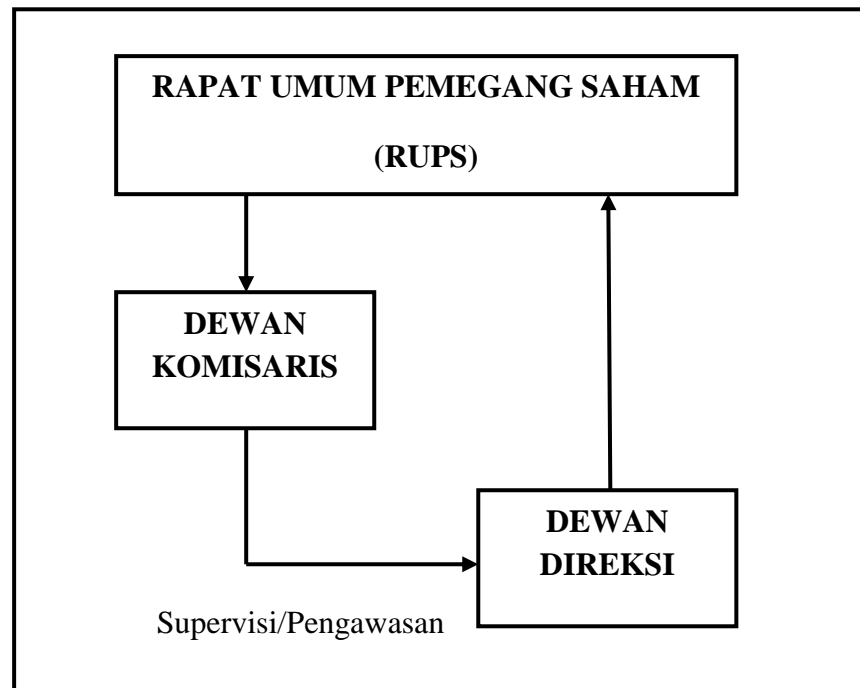 RAPAT UMUM PEMEGANG SAHAM
(RUPS)
DEWAN
KOMISARIS
DEWAN
DIREKSI
Supervisi/Pengawasan